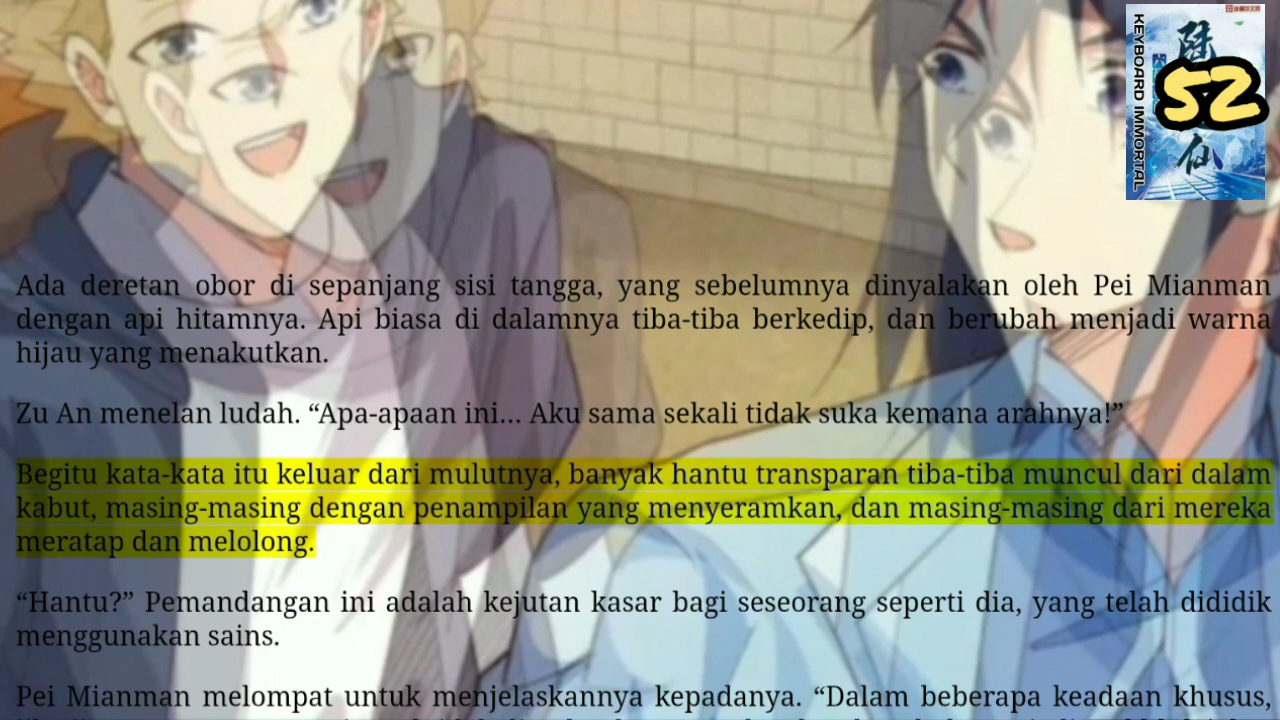 KEYBOARD IMMORTAL
陆
仙
52
Ada deretan obor di sepanjang sisi tangga, yang sebelumnya dinyalakan oleh Pei Mianman
dengan api hitamnya. Api biasa di dalamnya tiba-tiba berkedip, dan berubah menjadi warna
hijau yang menakutkan.
Zu An menelan ludah. “Apa-apaan ini… Aku sama sekali tidak suka kemana arahnya!”
Begitu kata-kata itu keluar dari mulutnya, banyak hantu transparan tiba-tiba muncul dari dalam
kabut, masing-masing dengan penampilan yang menyeramkan, dan masing-masing dari mereka
meratap dan melolong.
“Hantu?” Pemandangan ini adalah kejutan kasar bagi seseorang seperti dia, yang telah dididik
menggunakan sains.
Pei Mianman melompat untuk menjelaskannya kepadanya. “Dalam beberapa keadaan khusus,